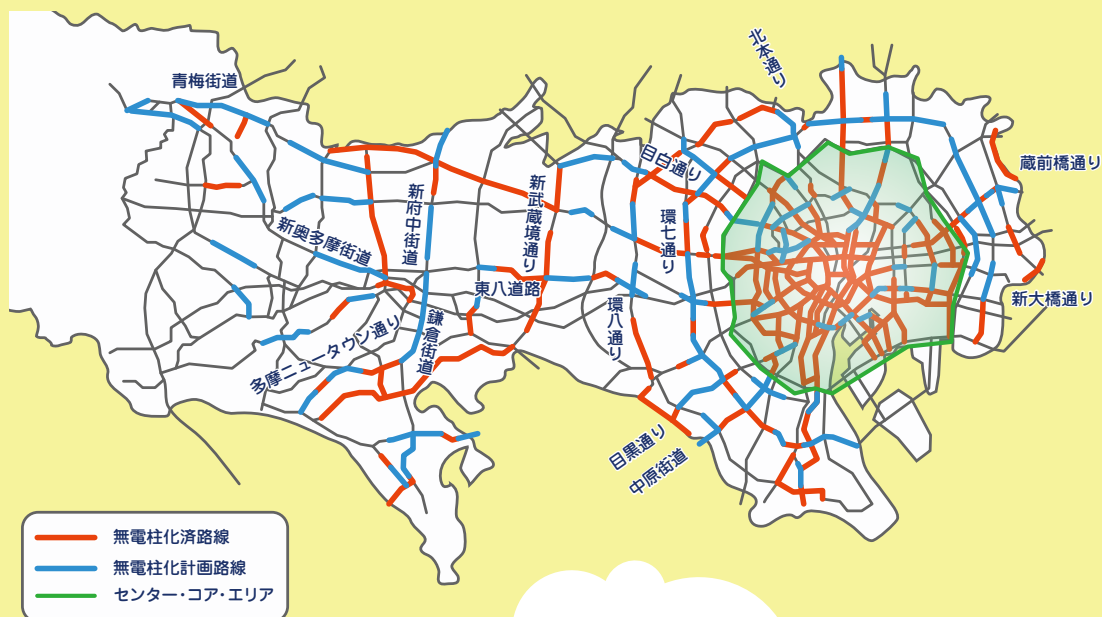 北本通り
青梅街道
目白通り
蔵前橋通り
新府中街道
新武蔵境通り
環七通り
新奥多摩街道
東八道路
新大橋通り
環八通り
鎌倉街道
多摩ニュータウン通り
目黒通り
中原街道
無電柱化済路線
無電柱化計画路線
センター・コア・エリア